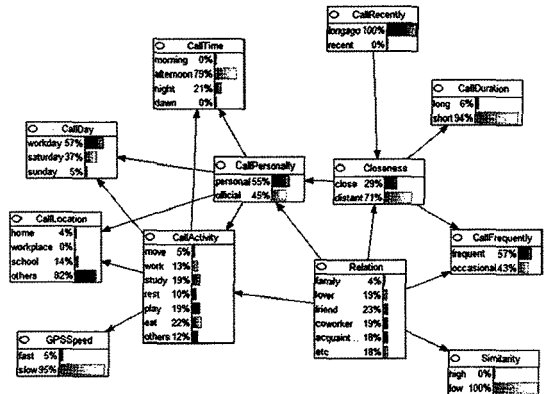 CallRecently
longago 100%
recent 0%
CallTime
morning 0%
afternoon 79%
night 21%
dawn 0%
CallDuration
long 6%
short 94%
CallDay
workday 57%
saturday 37%
sunday 5%
CallPersonally
personal 55%
official 45%
Closeness
close 29%
distant 71%
CallLocation
home 4%
workplace 0%
school 14%
others 82%
CallActivity
move 5%
work 13%
study 19%
rest 10%
play 19%
eat 22%
others 12%
Relation
family 4%
lover 19%
friend 23%
coworker 19%
acquaint .. 18%
etc 18%
CallFrequently
frequent 57%
occasional 43%
GPSSpeed
fast 5%
slow 95%
Similarity
high 0%
low 100%